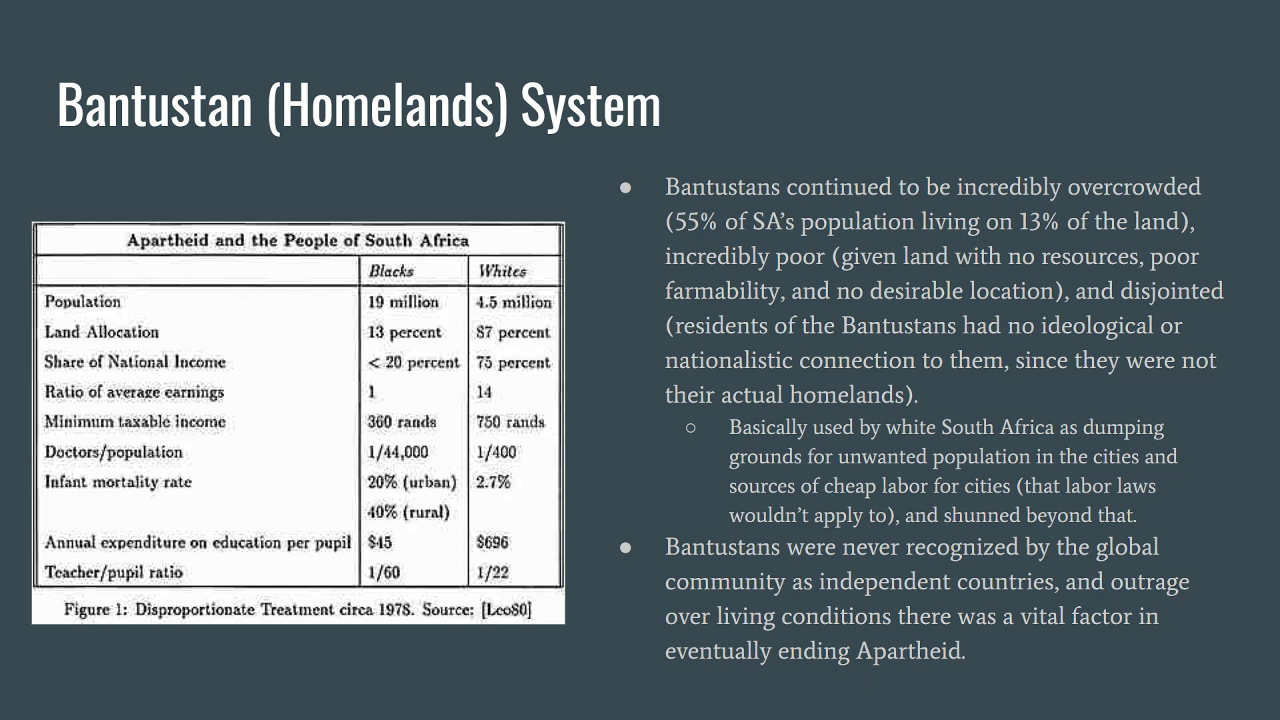 Bantustan (Homelands) System
Apartheid and the People of South Africa
Blacks Whites
Population 19 million 4.5 million
Land Allocation 13 percent 87 percent
Share of National Income < 20 percent 75 percent
Ratio of average earnings 1 14
Minimum taxable income 360 rands 750 rands
Doctors/population 1/44,000 1/400
Infant mortality rate 20% (urban) 2.7%
40% (rural)
Annual expenditure on education per pupil $45 $696
Teacher/pupil ratio 1/60 1/22
Figure 1: Disproportionate Treatment circa 1978. Source: [Leo80]
● Bantustans continued to be incredibly overcrowded
(55% of SA’s population living on 13% of the land),
incredibly poor (given land with no resources, poor
farmability, and no desirable location), and disjointed
(residents of the Bantustans had no ideological or
nationalistic connection to them, since they were not
their actual homelands).
○ Basically used by white South Africa as dumping
grounds for unwanted population in the cities and
sources of cheap labor for cities (that labor laws
wouldn’t apply to), and shunned beyond that.
● Bantustans were never recognized by the global
community as independent countries, and outrage
over living conditions there was a vital factor in
eventually ending Apartheid.